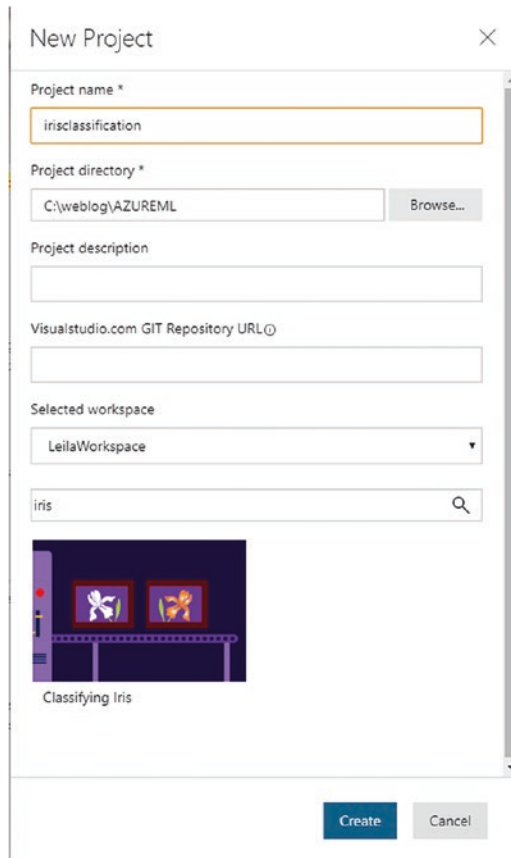 New Project
Project name *
irisclassification
Project directory *
C:\weblog\AZUREML
Browse...
Project description
Visualstudio.com GIT Repository URL
Selected workspace
LeilaWorkspace
iris
Classifying Iris
Create
Cancel